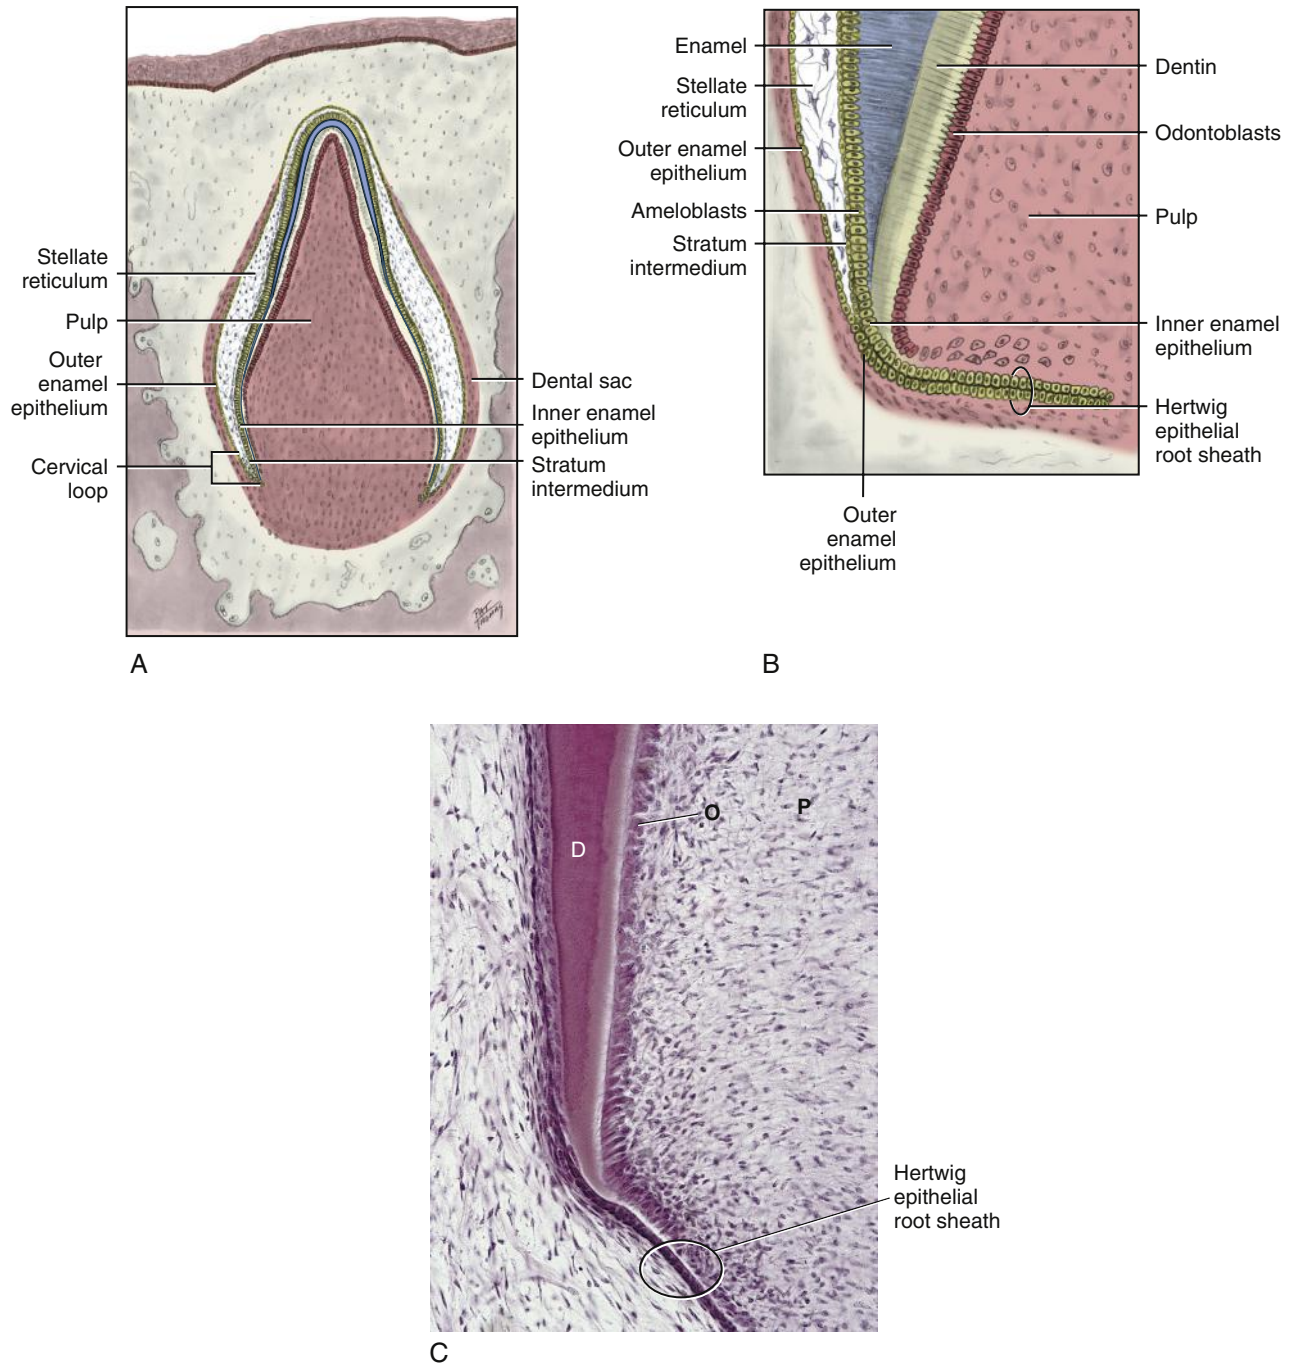 Stellate
reticulum
Pulp
Outer
enamel
epithelium
Cervical
loop
Dental sac
Inner enamel
epithelium
Stratum
intermedium
PAT
THOMAS
A
Enamel
Stellate
reticulum
Outer enamel
epithelium
Ameloblasts
Stratum
intermedium
Dentin
Odontoblasts
Pulp
Inner enamel
epithelium
Hertwig
epithelial
root sheath
Outer
enamel
epithelium
B
O
P
D
Hertwig
epithelial
root sheath
C